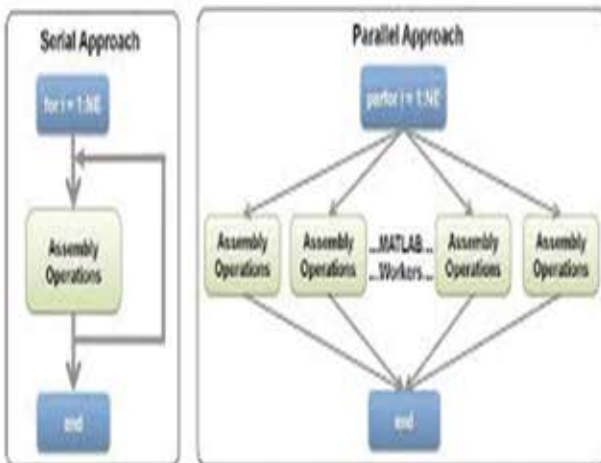 Serial Approach
for i = 1:NE
Assembly
Operations
end
Parallel Approach
parfor i = 1:NE
Assembly
Operations
Assembly
Operations
...MATLAB...
...Workers...
Assembly
Operations
Assembly
Operations
end